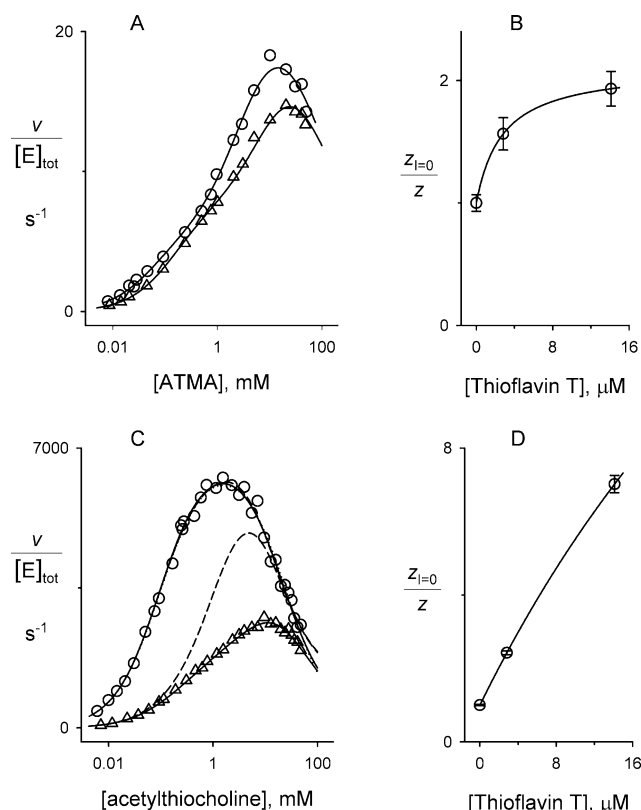 A
B
20
2
v
[E]tot
s-1
zI=0
z
0
0
0.01
1
100
0
8
16
[ATMA], mM
[Thioflavin T], μM
C
D
7000
8
v
[E]tot
s-1
zI=0
z
0
0
0.01
1
100
0
8
16
[acetylthiocholine], mM
[Thioflavin T], μM